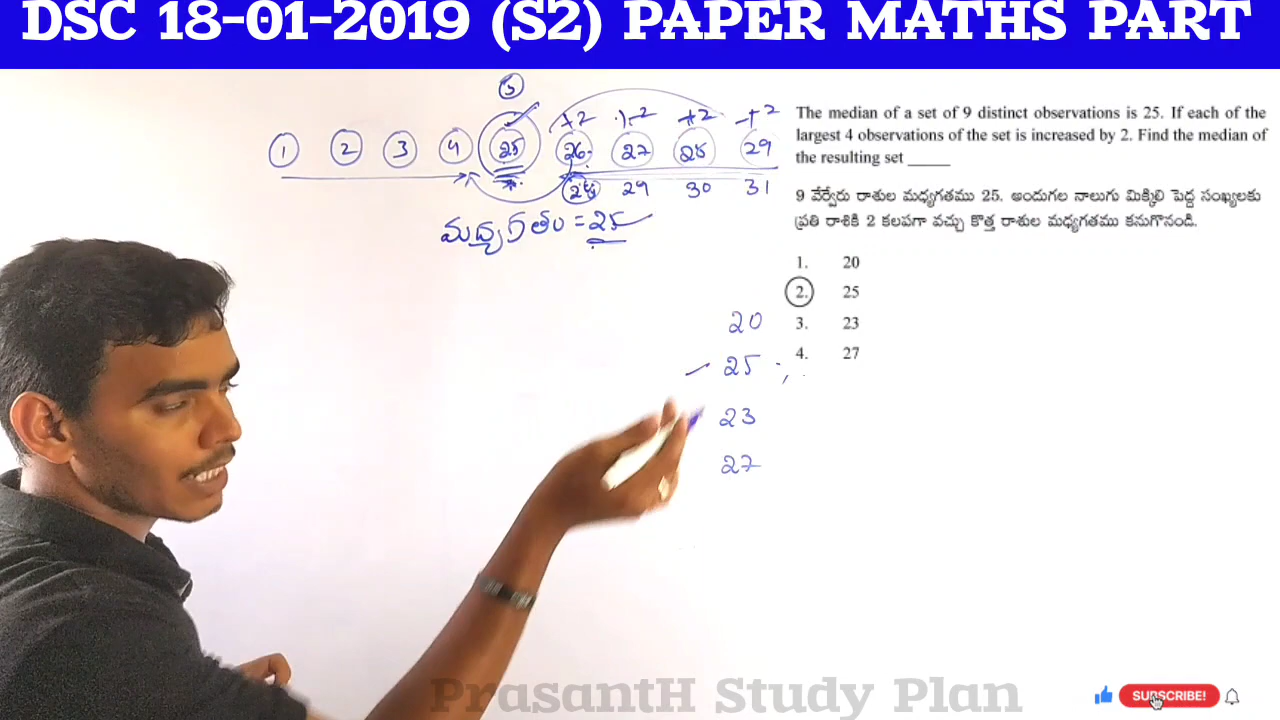 DSC 18-01-2019 (S2) PAPER MATHS PART
5
+2 +2 +2 +2
1 2 3 4 25 26 27 28 29
28 29 30 31
మధ్యగతం = 25
The median of a set of 9 distinct observations is 25. If each of the
largest 4 observations of the set is increased by 2. Find the median of
the resulting set _____
9 వేర్వేరు రాశుల మధ్యగతము 25. అందుగల నాలుగు మిక్కిలి పెద్ద సంఖ్యలకు
ప్రతి రాశికి 2 కలపగా వచ్చు కొత్త రాశుల మధ్యగతము కనుగొనండి.
1. 20
2. 25
3. 23
4. 27
20
25
23
27
PrasantH Study Plan
SUBSCRIBE!